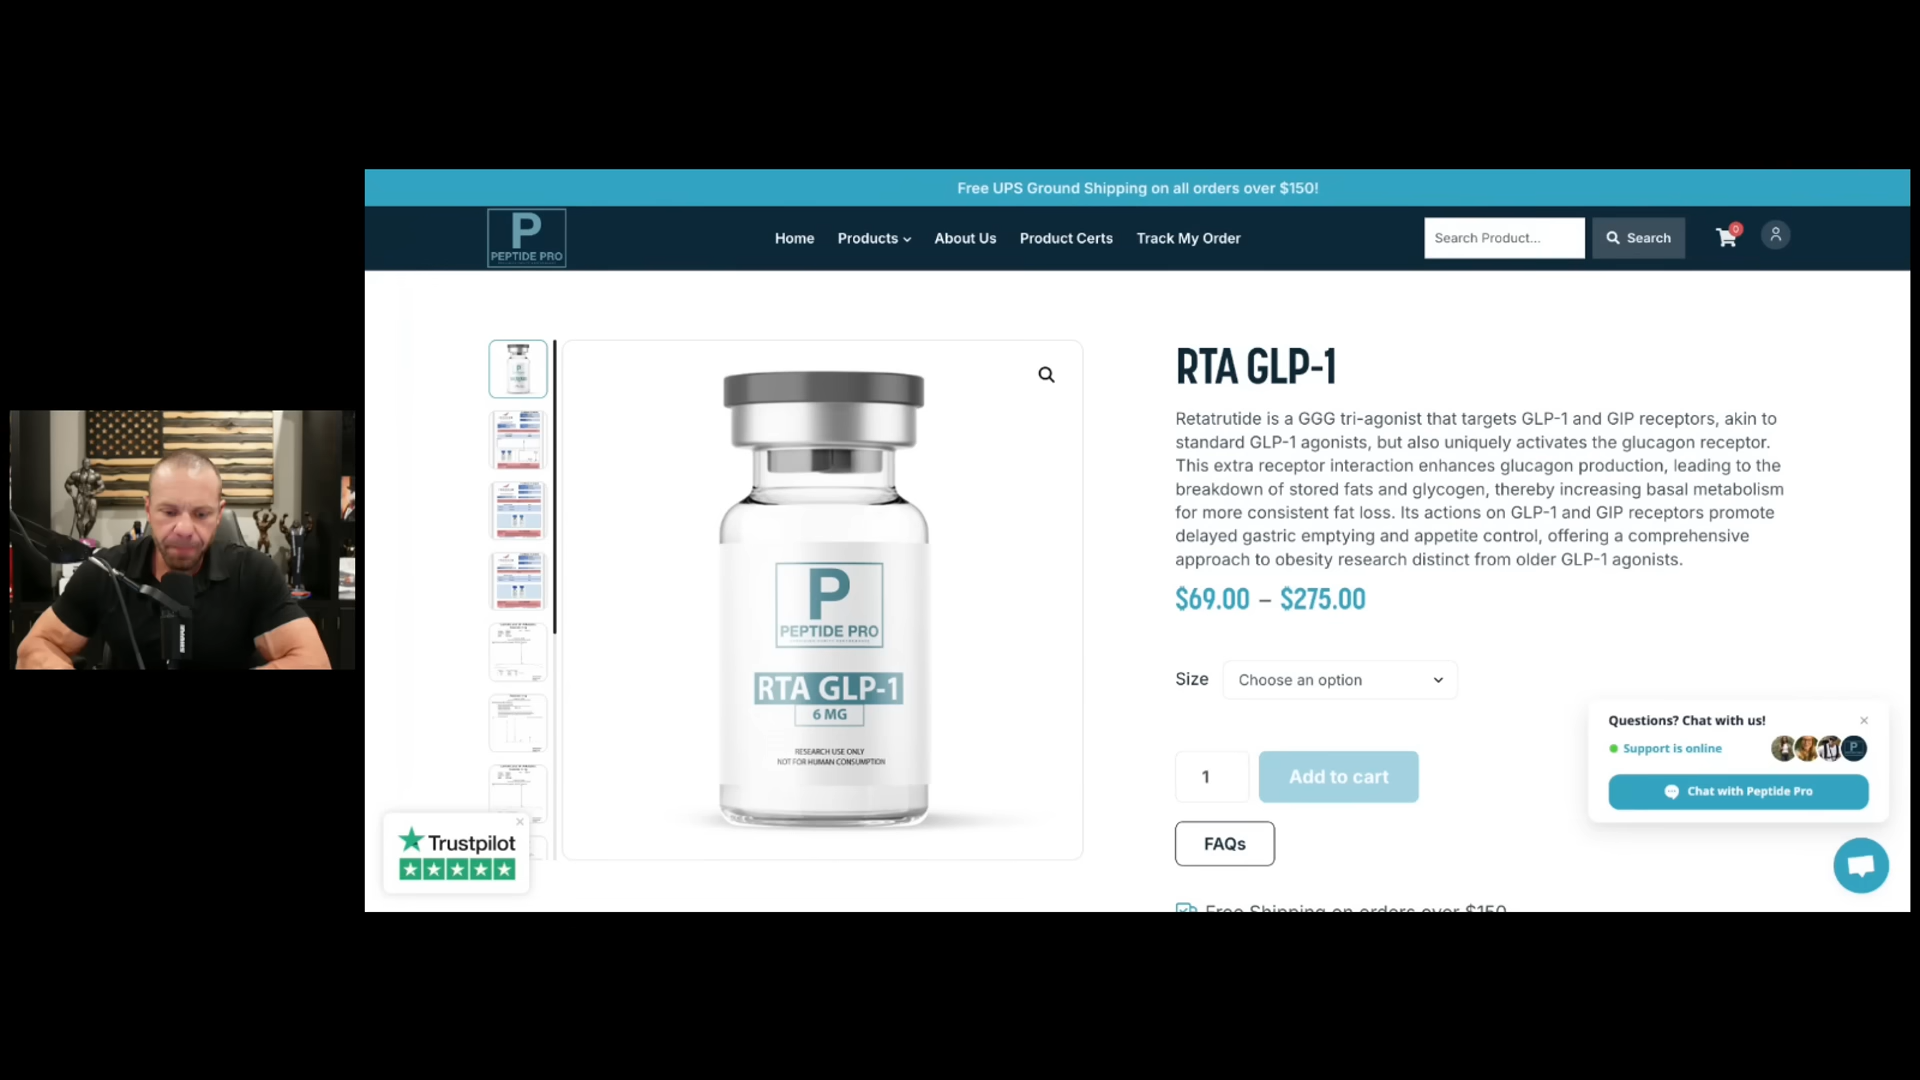 Free UPS Ground Shipping on all orders over $150!
P
PEPTIDE PRO
Home
Products
About Us
Product Certs
Track My Order
Search Product...
Search
0
RTA GLP-1
Retatrutide is a GGG tri-agonist that targets GLP-1 and GIP receptors, akin to
standard GLP-1 agonists, but also uniquely activates the glucagon receptor.
This extra receptor interaction enhances glucagon production, leading to the
breakdown of stored fats and glycogen, thereby increasing basal metabolism
for more consistent fat loss. Its actions on GLP-1 and GIP receptors promote
delayed gastric emptying and appetite control, offering a comprehensive
approach to obesity research distinct from older GLP-1 agonists.
$69.00 – $275.00
Size
Choose an option
1
Add to cart
FAQs
Free Shipping on orders over $150
P
PEPTIDE PRO
RTA GLP-1
6 MG
RESEARCH USE ONLY
NOT FOR HUMAN CONSUMPTION
Trustpilot
Questions? Chat with us!
Support is online
Chat with Peptide Pro